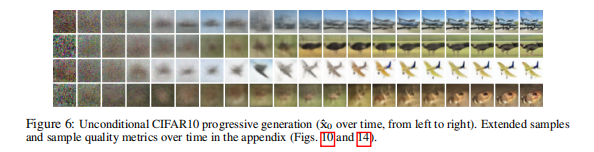 Figure 6: Unconditional CIFAR10 progressive generation (x̂₀ over time, from left to right). Extended samples
and sample quality metrics over time in the appendix (Figs. 10 and 14).